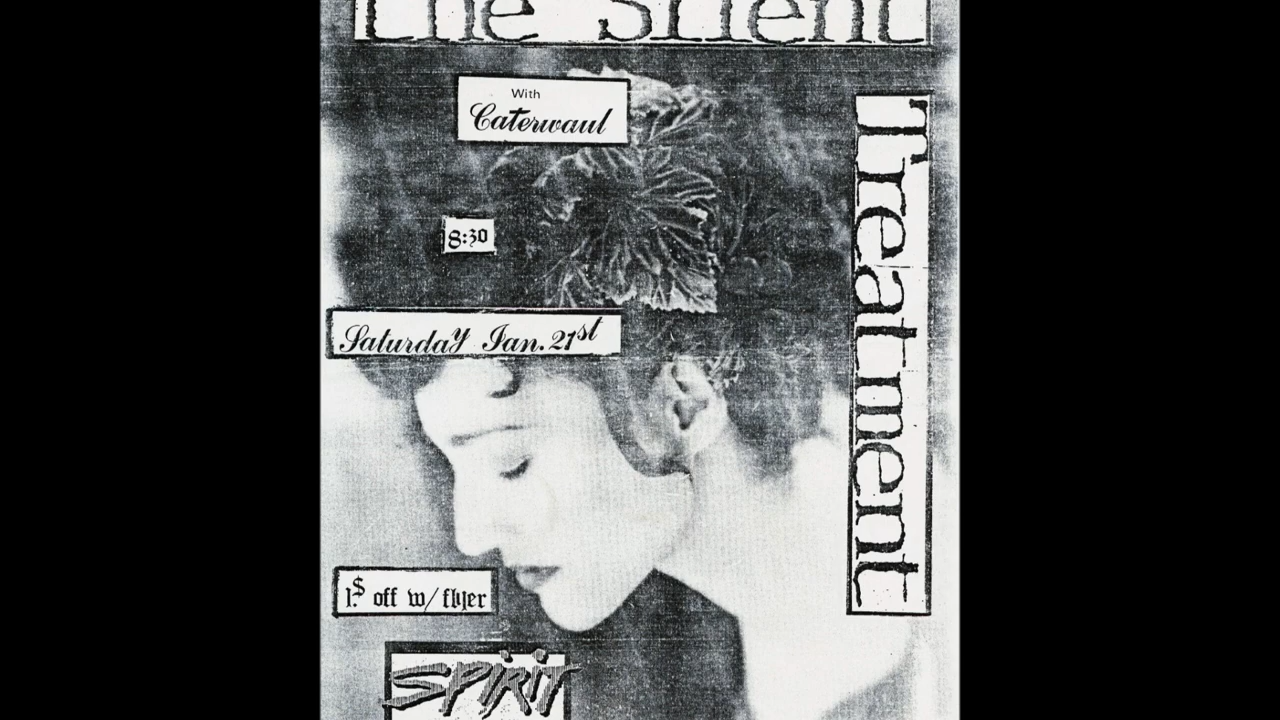 the Silent
Treatment
With
Caterwaul
8:30
Saturday Jan. 21st
1.$ off w/ flyer
SPIRIT